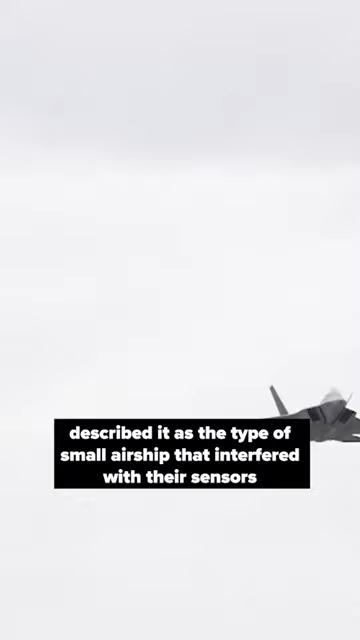 described it as the type of
small airship that interfered
with their sensors